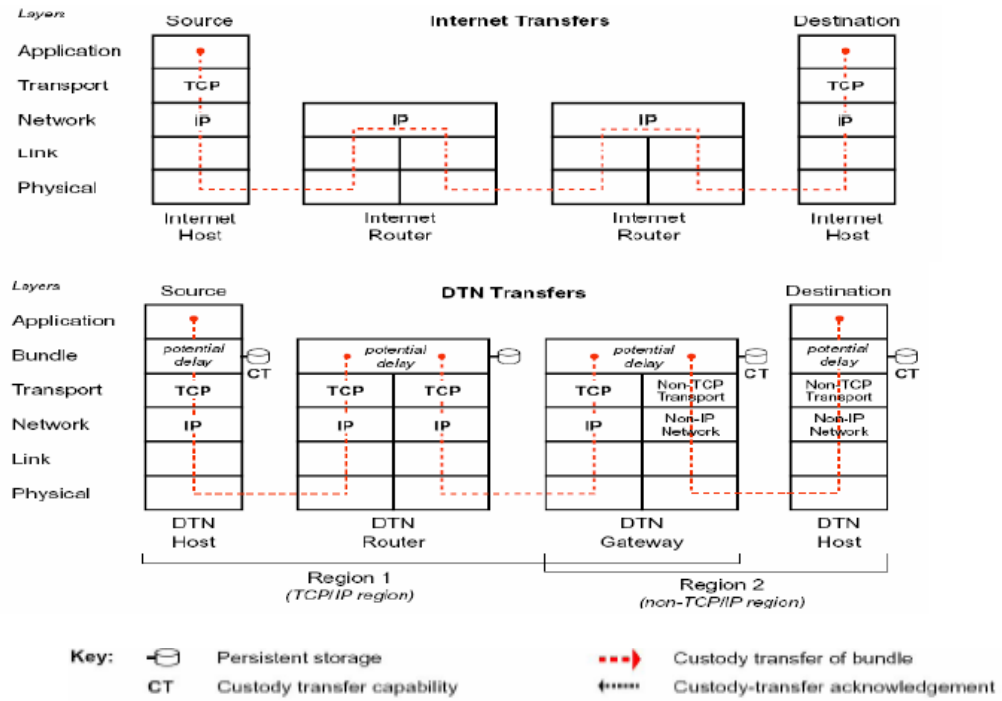 Layers
Source
Internet Transfers
Destination
Application
Transport
TCP
TCP
Network
IP
IP
IP
IP
Link
Physical
Internet Host
Internet Router
Internet Router
Internet Host
Layers
Source
DTN Transfers
Destination
Application
Bundle
potential delay
CT
potential delay
potential delay
CT
potential delay
CT
Transport
TCP
TCP
TCP
TCP
Non-TCP Transport
Non-TCP Transport
Network
IP
IP
IP
IP
Non-IP Network
Non-IP Network
Link
Physical
DTN Host
DTN Router
DTN Gateway
DTN Host
Region 1
(TCP/IP region)
Region 2
(non-TCP/IP region)
Key:
Persistent storage
Custody transfer of bundle
CT
Custody transfer capability
Custody-transfer acknowledgement